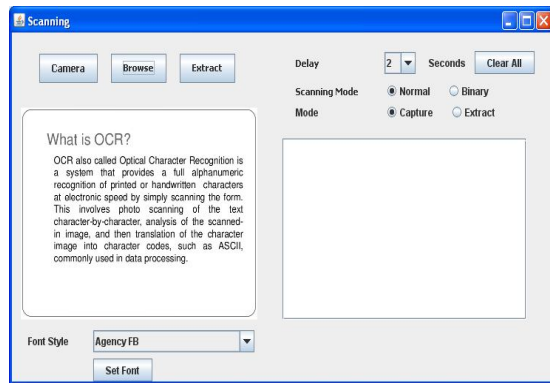 Scanning
Camera Browse Extract
Delay 2 Seconds Clear All
Scanning Mode Normal Binary
Mode Capture Extract
What is OCR?
OCR also called Optical Character Recognition is
a system that provides a full alphanumeric
recognition of printed or handwritten characters
at electronic speed by simply scanning the form.
This involves photo scanning of the text
character-by-character, analysis of the scanned-
in image, and then translation of the character
image into character codes, such as ASCII,
commonly used in data processing.
Font Style Agency FB
Set Font